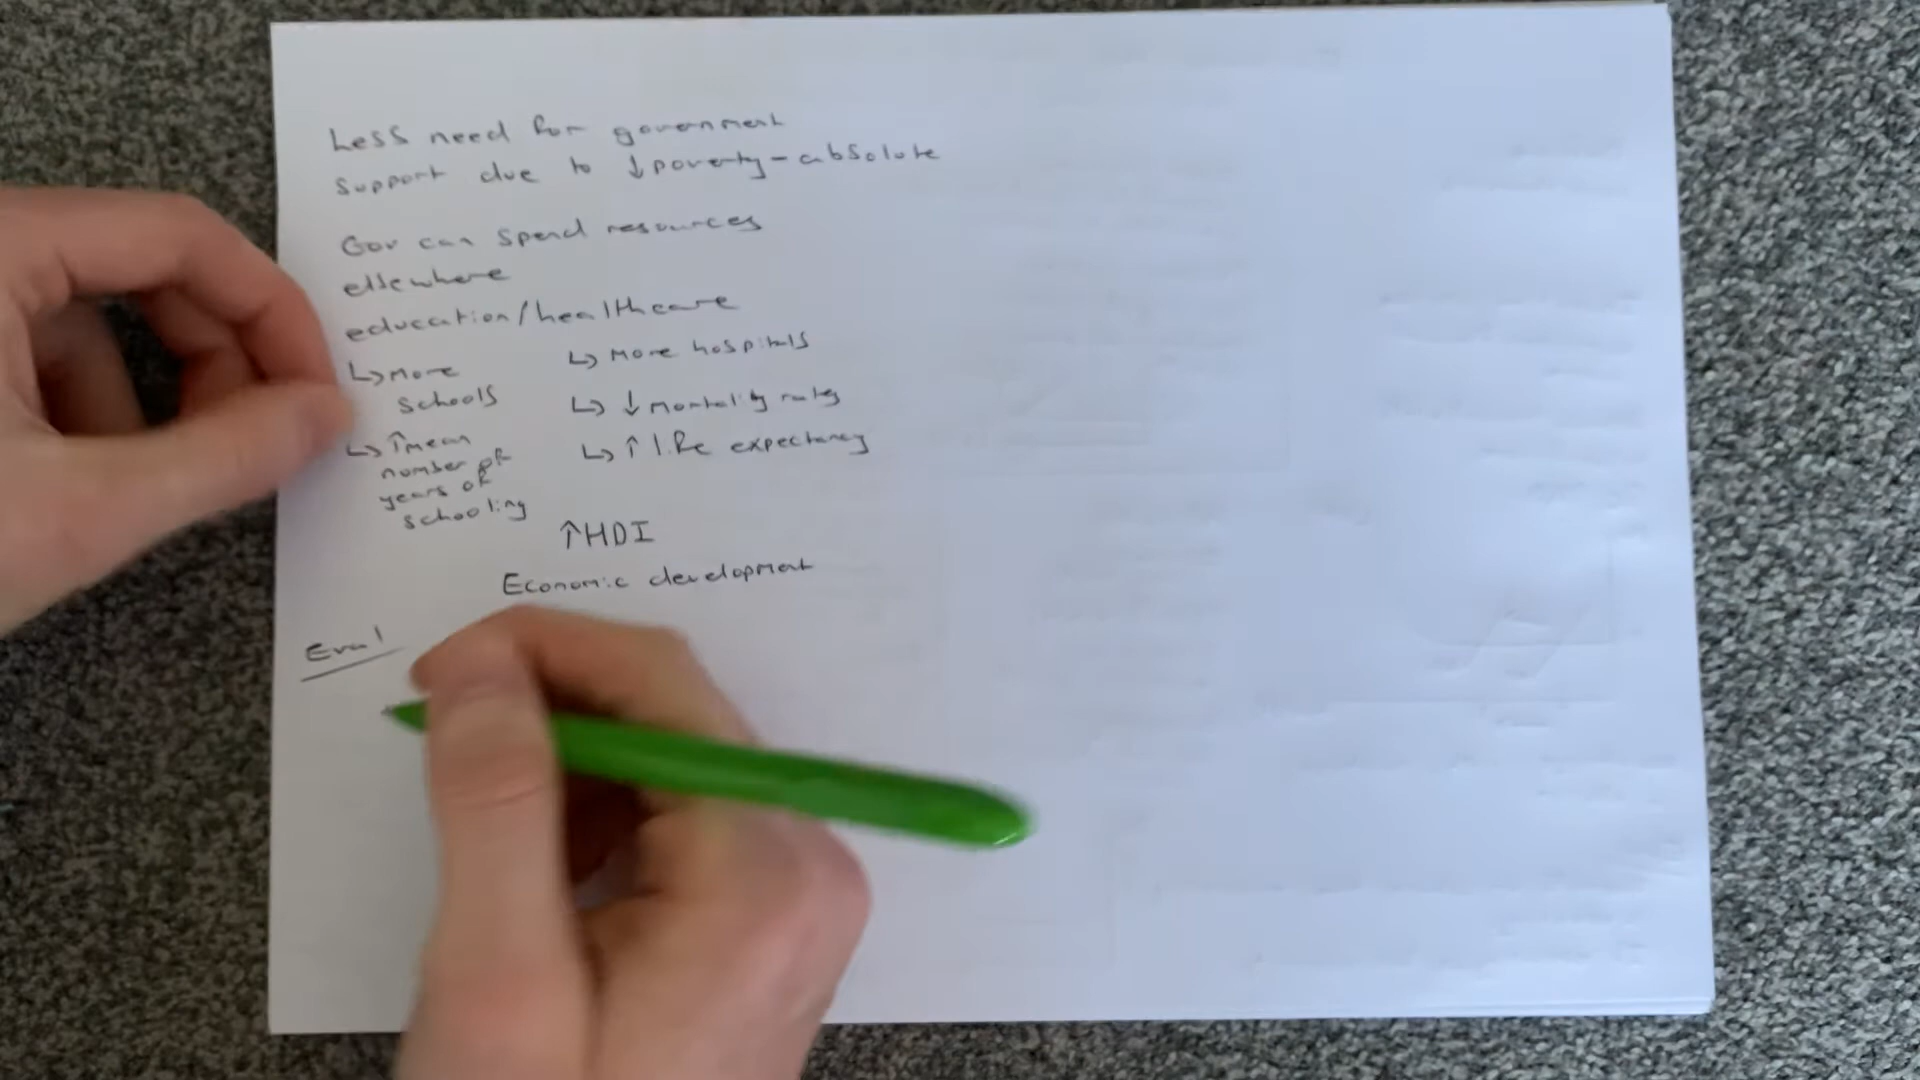 Less need for government
support due to ↓ poverty - absolute
Gov can spend resources
elsewhere
education/healthcare
↳ More
schools
↳ ↑ mean
number of
years of
schooling
↳ More hospitals
↳ ↓ mortality rates
↳ ↑ life expectancy
↑ HDI
Economic development
Eval